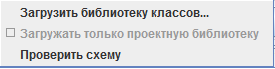 Загрузить библиотеку классов...
Загружать только проектную библиотеку
Проверить схему